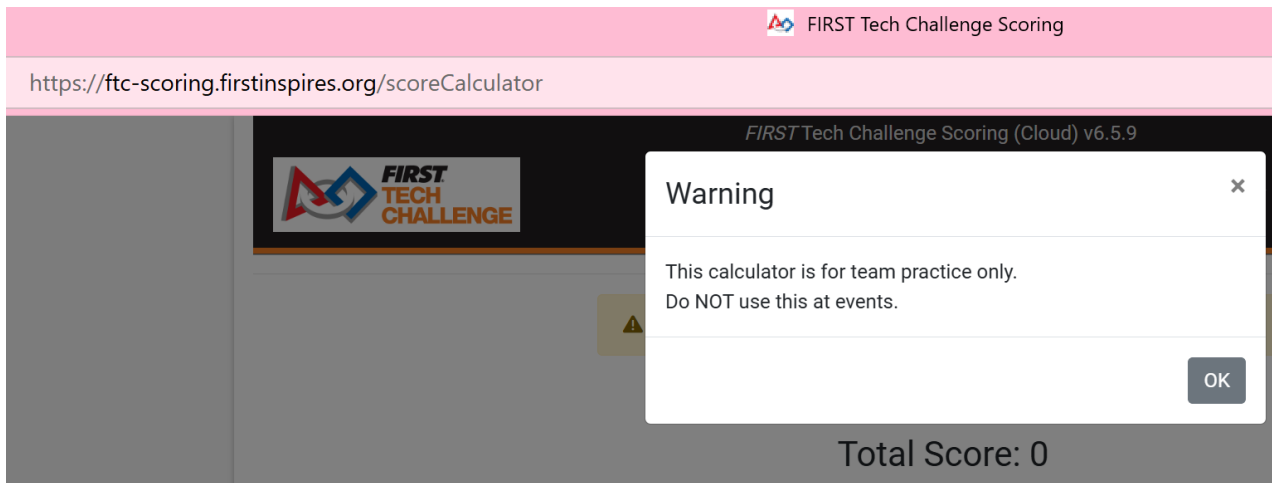 FIRST Tech Challenge Scoring
https://ftc-scoring.firstinspires.org/scoreCalculator
FIRST Tech Challenge Scoring (Cloud) v6.5.9
FIRST
TECH
CHALLENGE
Warning
×
This calculator is for team practice only.
Do NOT use this at events.
OK
Total Score: 0